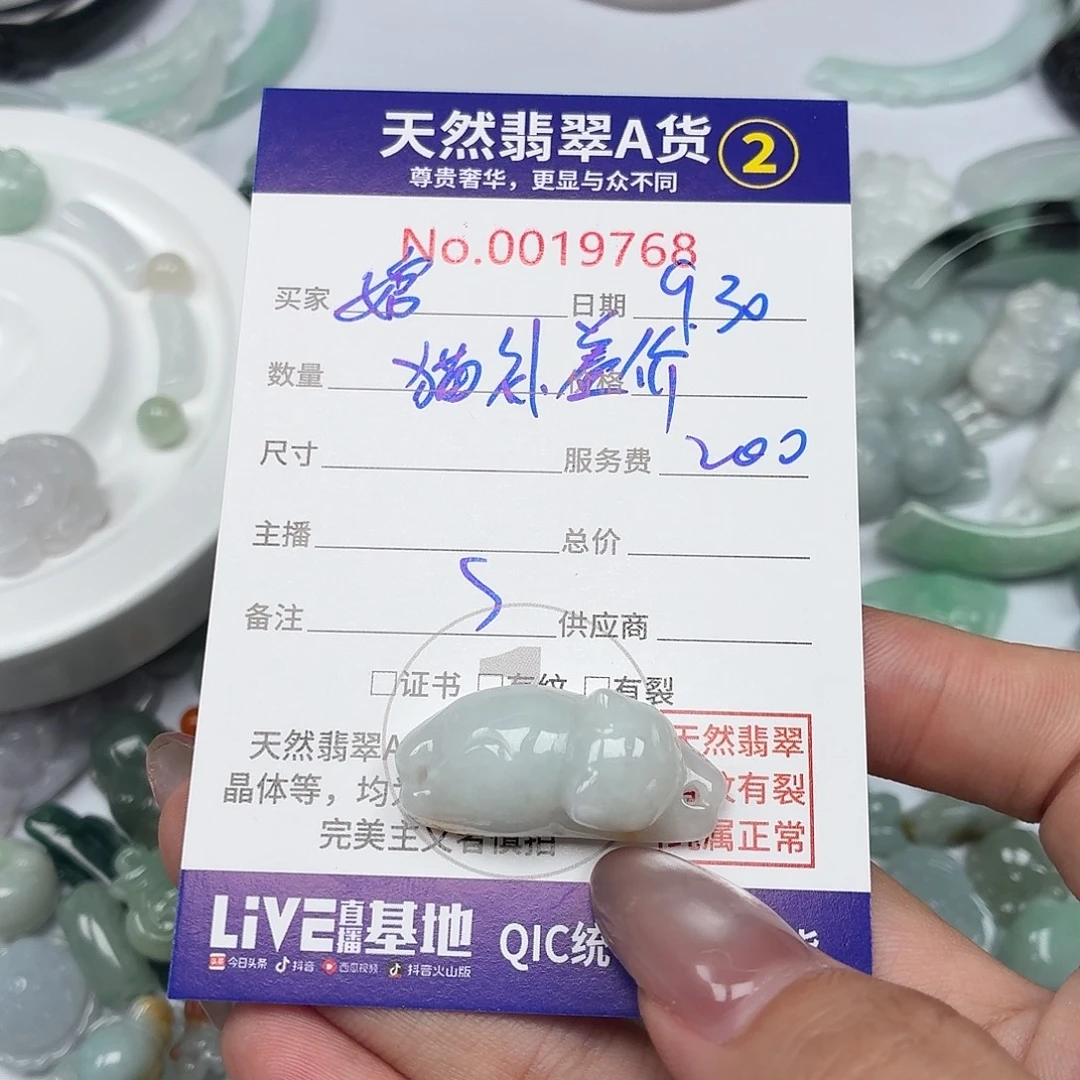 天然翡翠A货 2
尊贵奢华，更显与众不同
No.0019768
买家 日期 9.30
数量 猫补差价
尺寸 服务费 200
主播 总价
备注 供应商
□证书 □有纹 □有裂
天然翡翠A 天然翡翠
晶体等，均 纹有裂
完美主义者慎拍 属正常
LiVE直播基地 QIC统
今日头条 抖音 西瓜视频 抖音火山版